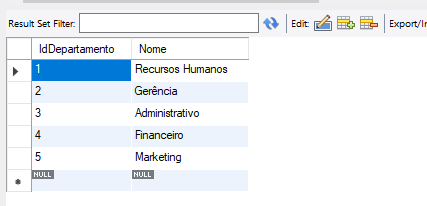 Result Set Filter: Edit: Export/In
IdDepartamento Nome
1 Recursos Humanos
2 Gerência
3 Administrativo
4 Financeiro
5 Marketing
NULL NULL